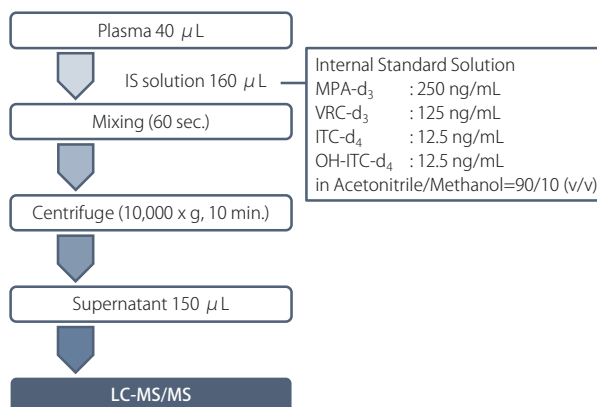 Plasma 40 μL
IS solution 160 μL
Mixing (60 sec.)
Centrifuge (10,000 x g, 10 min.)
Supernatant 150 μL
LC-MS/MS
Internal Standard Solution
MPA-d₃ : 250 ng/mL
VRC-d₃ : 125 ng/mL
ITC-d₄ : 12.5 ng/mL
OH-ITC-d₄ : 12.5 ng/mL
in Acetonitrile/Methanol=90/10 (v/v)